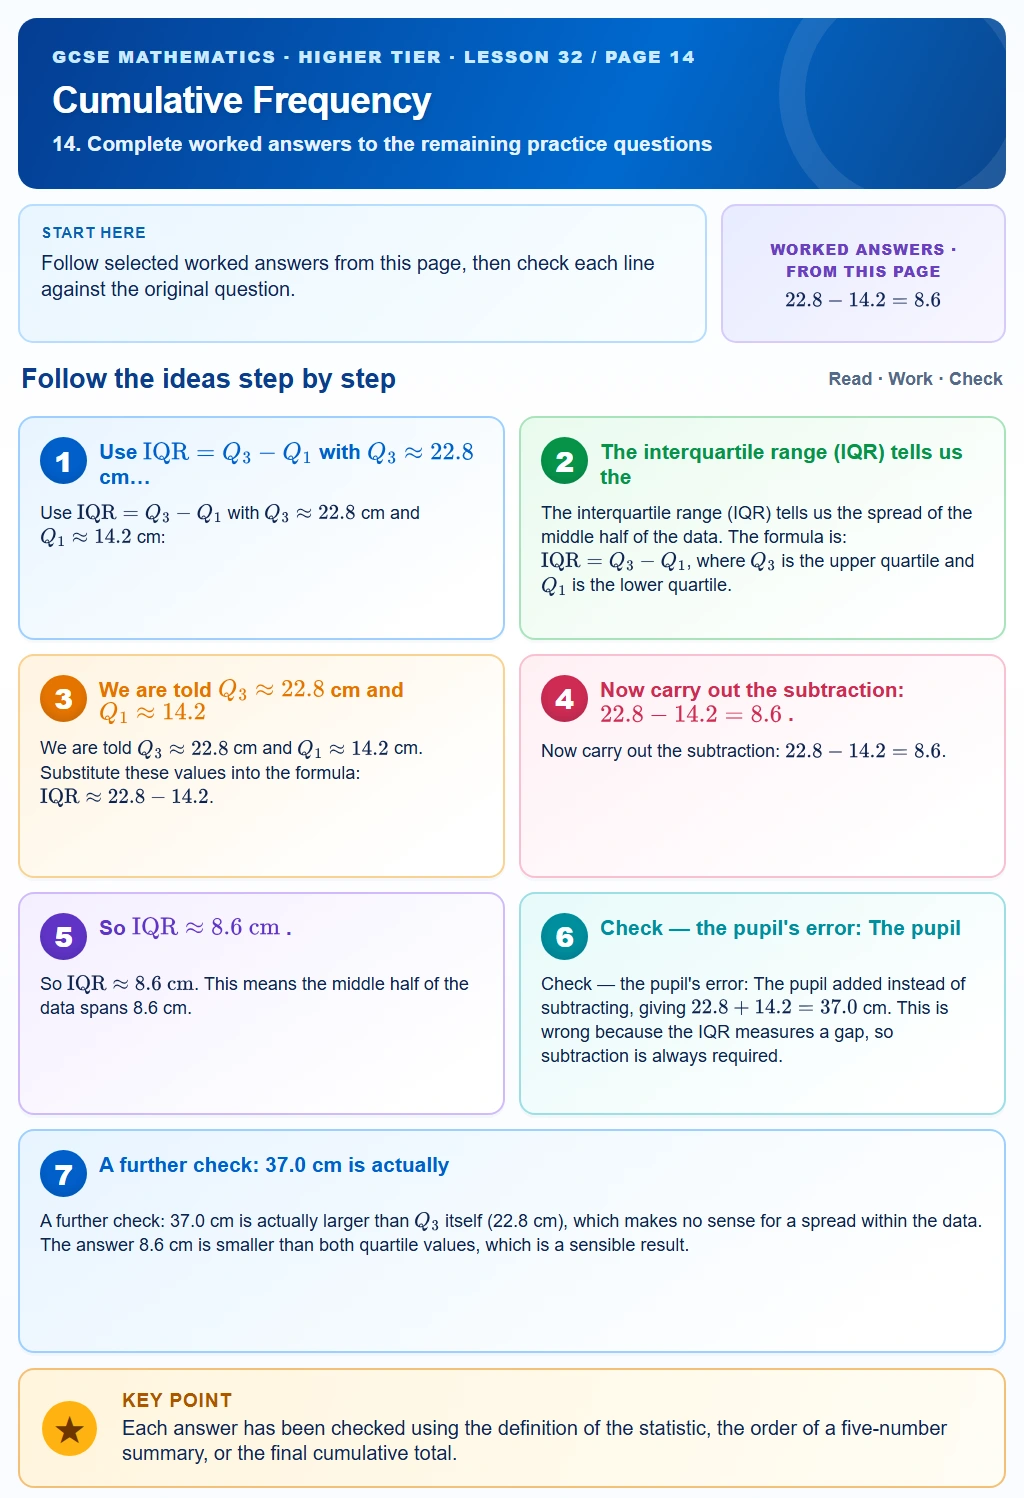 GCSE MATHEMATICS · HIGHER TIER · LESSON 32 / PAGE 14
Cumulative Frequency
14. Complete worked answers to the remaining practice questions
START HERE
Follow selected worked answers from this page, then check each line
against the original question.
WORKED ANSWERS ·
FROM THIS PAGE
22.8 − 14.2 = 8.6
Follow the ideas step by step
Read · Work · Check
1
Use IQR = Q₃ − Q₁ with Q₃ ≈ 22.8
cm…
Use IQR = Q₃ − Q₁ with Q₃ ≈ 22.8 cm and
Q₁ ≈ 14.2 cm:
2
The interquartile range (IQR) tells us
the
The interquartile range (IQR) tells us the spread of the
middle half of the data. The formula is:
IQR = Q₃ − Q₁, where Q₃ is the upper quartile and
Q₁ is the lower quartile.
3
We are told Q₃ ≈ 22.8 cm and
Q₁ ≈ 14.2
We are told Q₃ ≈ 22.8 cm and Q₁ ≈ 14.2 cm.
Substitute these values into the formula:
IQR ≈ 22.8 − 14.2.
4
Now carry out the subtraction:
22.8 − 14.2 = 8.6 .
Now carry out the subtraction: 22.8 − 14.2 = 8.6.
5
So IQR ≈ 8.6 cm .
So IQR ≈ 8.6 cm. This means the middle half of the
data spans 8.6 cm.
6
Check — the pupil's error: The pupil
Check — the pupil's error: The pupil added instead of
subtracting, giving 22.8 + 14.2 = 37.0 cm. This is
wrong because the IQR measures a gap, so
subtraction is always required.
7
A further check: 37.0 cm is actually
A further check: 37.0 cm is actually larger than Q₃ itself (22.8 cm), which makes no sense for a spread within the data.
The answer 8.6 cm is smaller than both quartile values, which is a sensible result.
KEY POINT
Each answer has been checked using the definition of the statistic, the order of a five-number
summary, or the final cumulative total.